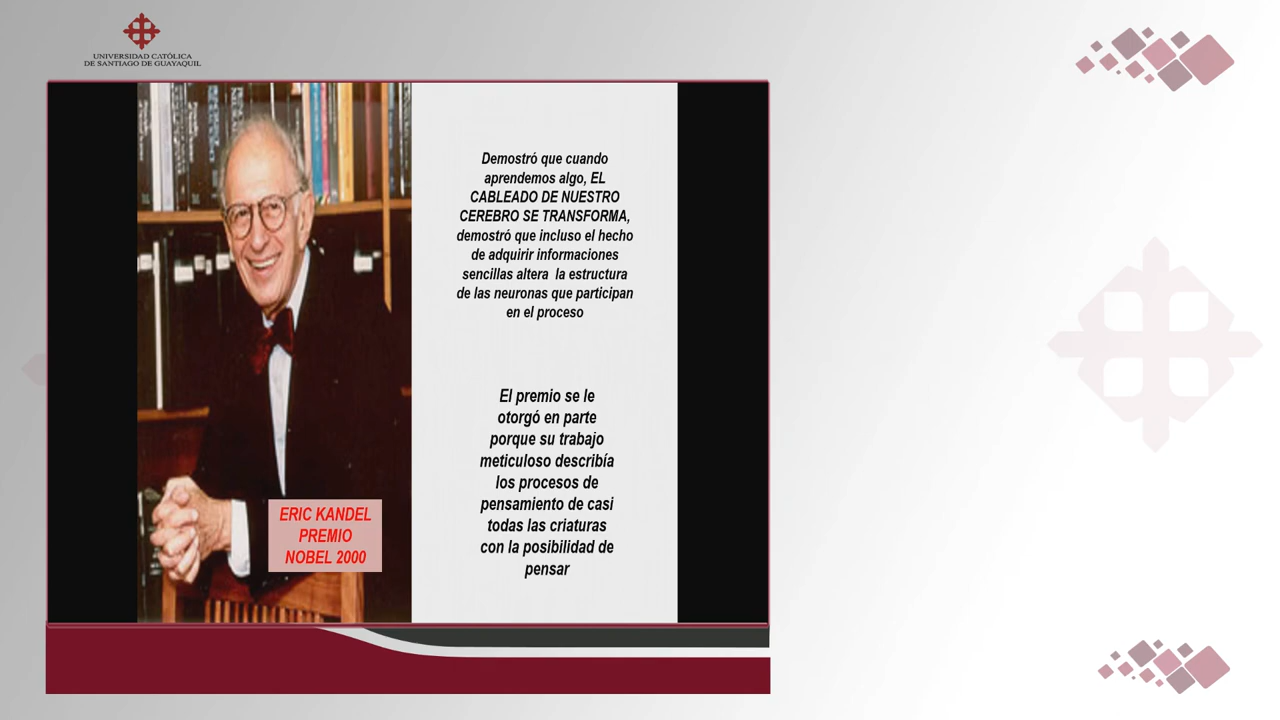 UNIVERSIDAD CATÓLICA
DE SANTIAGO DE GUAYAQUIL
Demostró que cuando
aprendemos algo, EL
CABLEADO DE NUESTRO
CEREBRO SE TRANSFORMA,
demostró que incluso el hecho
de adquirir informaciones
sencillas altera la estructura
de las neuronas que participan
en el proceso
El premio se le
otorgó en parte
porque su trabajo
meticuloso describía
los procesos de
pensamiento de casi
todas las criaturas
con la posibilidad de
pensar
ERIC KANDEL
PREMIO
NOBEL 2000